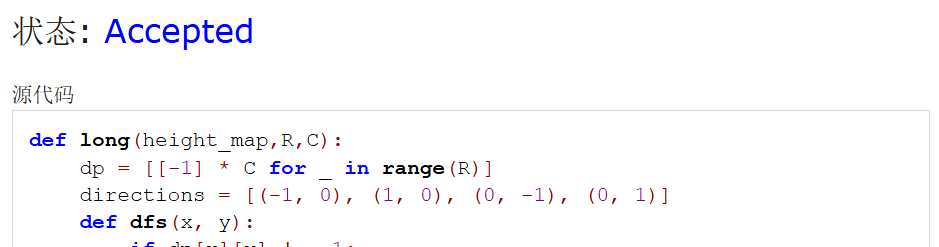 状态: Accepted
源代码
def long(height_map,R,C):
    dp = [[-1] * C for _ in range(R)]
    directions = [(-1, 0), (1, 0), (0, -1), (0, 1)]
    def dfs(x, y):
        if